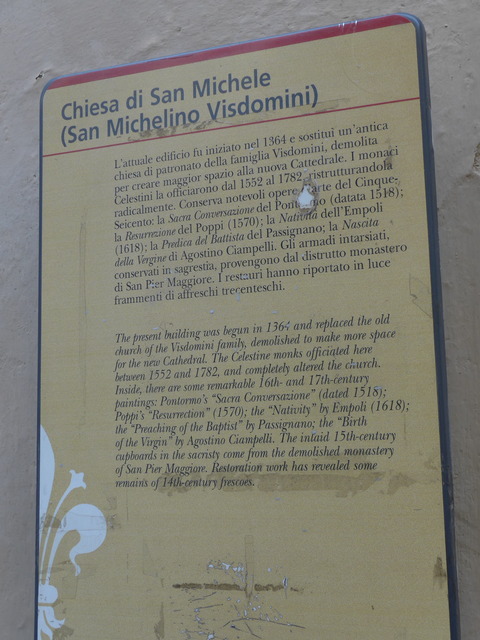 Chiesa di San Michele
(San Michelino Visdomini)
L'attuale edificio fu iniziato nel 1364 e sostituì un'antica
chiesa di patronato della famiglia Visdomini, demolita
per creare maggior spazio alla nuova Cattedrale. I monaci
Celestini la officiarono dal 1552 al 1782, ristrutturandola
radicalmente. Conserva notevoli opere d'arte del Cinque-
Seicento: la Sacra Conversazione del Pontormo (datata 1518);
la Resurrezione del Poppi (1570); la Natività dell'Empoli
(1618); la Predica del Battista del Passignano; la Nascita
della Vergine di Agostino Ciampelli. Gli armadi intarsiati,
conservati in sagrestia, provengono dal distrutto monastero
di San Pier Maggiore. I restauri hanno riportato in luce
frammenti di affreschi trecenteschi.
The present building was begun in 1364 and replaced the old
church of the Visdomini family, demolished to make more space
for the new Cathedral. The Celestine monks officiated here
between 1552 and 1782, and completely altered the church.
Inside, there are some remarkable 16th- and 17th-century
paintings: Pontormo's "Sacra Conversazione" (dated 1518);
Poppi's "Resurrection" (1570); the "Nativity" by Empoli (1618);
the "Preaching of the Baptist" by Passignano; the "Birth
of the Virgin" by Agostino Ciampelli. The inlaid 15th-century
cupboards in the sacristy come from the demolished monastery
of San Pier Maggiore. Restoration work has revealed some
remains of 14th-century frescoes.